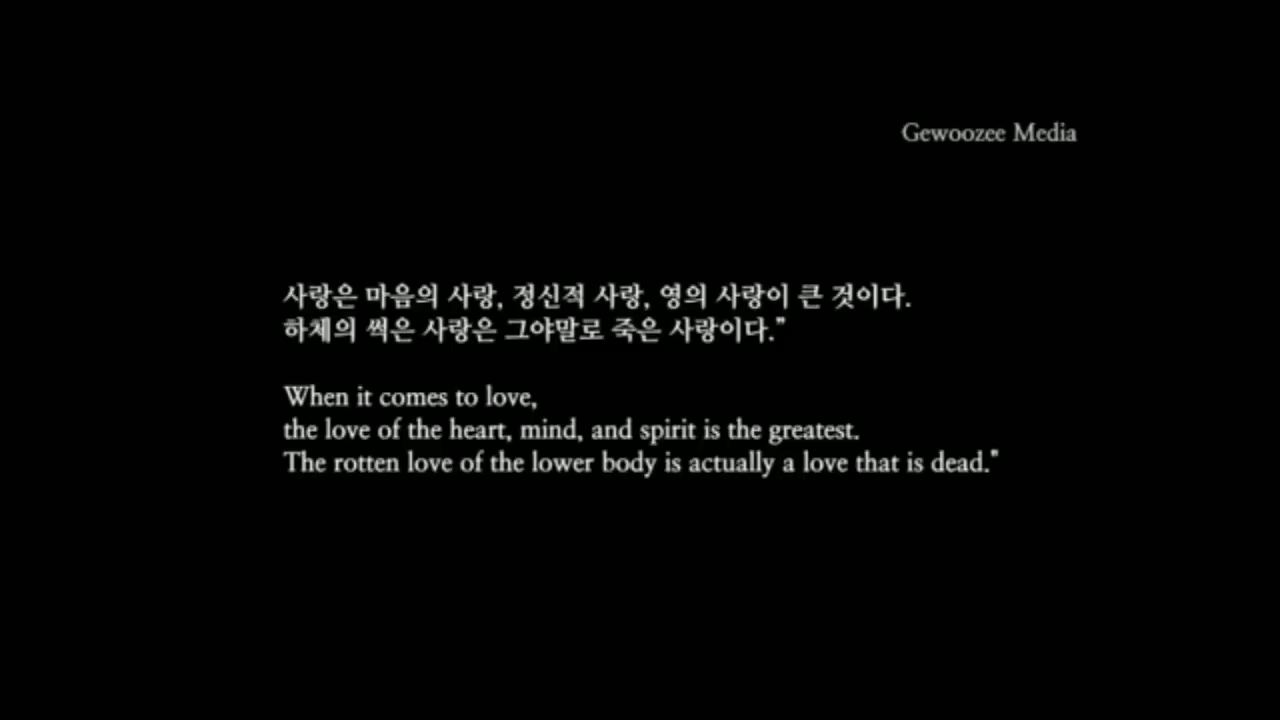 Gewoozee Media
사랑은 마음의 사랑, 정신적 사랑, 영의 사랑이 큰 것이다.
하체의 썩은 사랑은 그야말로 죽은 사랑이다.”
When it comes to love,
the love of the heart, mind, and spirit is the greatest.
The rotten love of the lower body is actually a love that is dead."